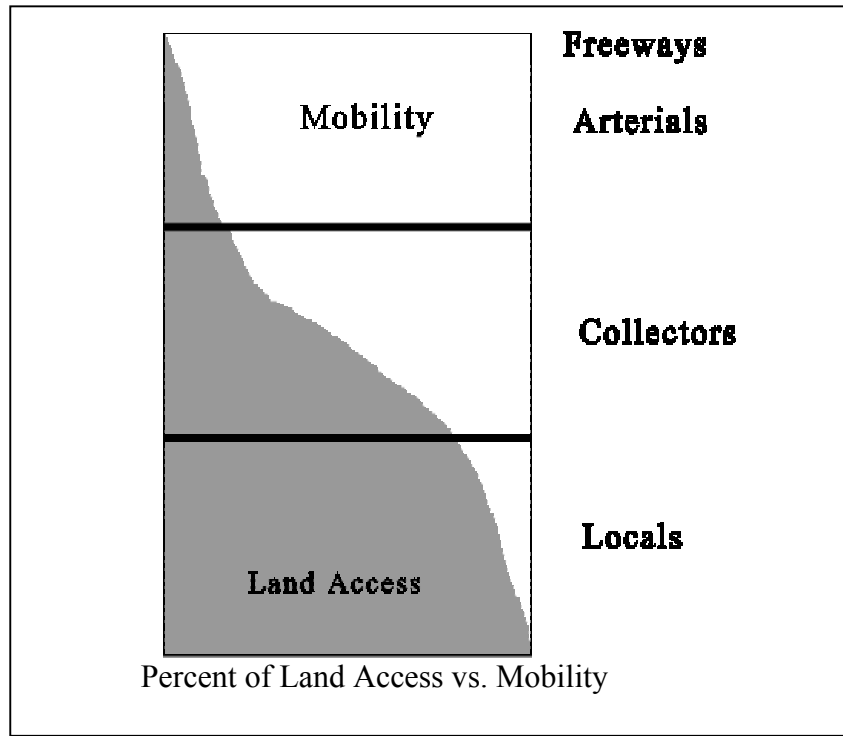 Freeways
Mobility
Arterials
Collectors
Locals
Land Access
Percent of Land Access vs. Mobility